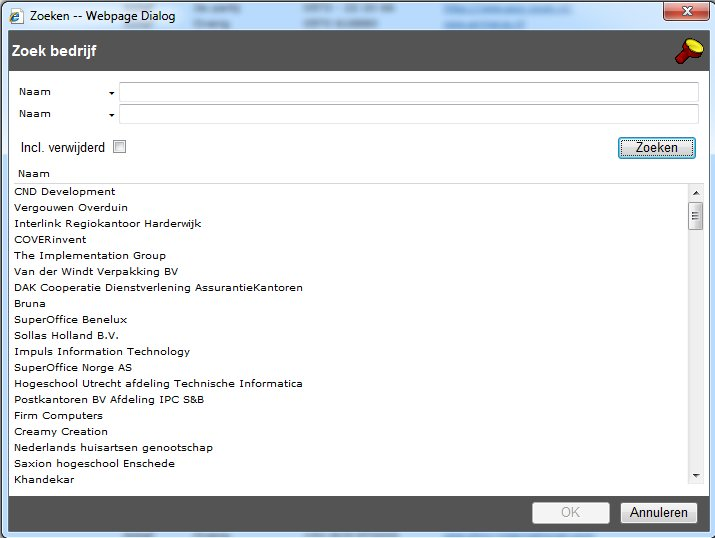 Zoeken -- Webpage Dialog
Zoek bedrijf
Naam
Naam
Incl. verwijderd
Zoeken
Naam
CND Development
Vergouwen Overduin
Interlink Regiokantoor Harderwijk
COVERinvent
The Implementation Group
Van der Windt Verpakking BV
DAK Cooperatie Dienstverlening AssurantieKantoren
Bruna
SuperOffice Benelux
Sollas Holland B.V.
Impuls Information Technology
SuperOffice Norge AS
Hogeschool Utrecht afdeling Technische Informatica
Postkantoren BV Afdeling IPC S&B
Firm Computers
Creamy Creation
Nederlands huisartsen genootschap
Saxion hogeschool Enschede
Khandekar
OK
Annuleren